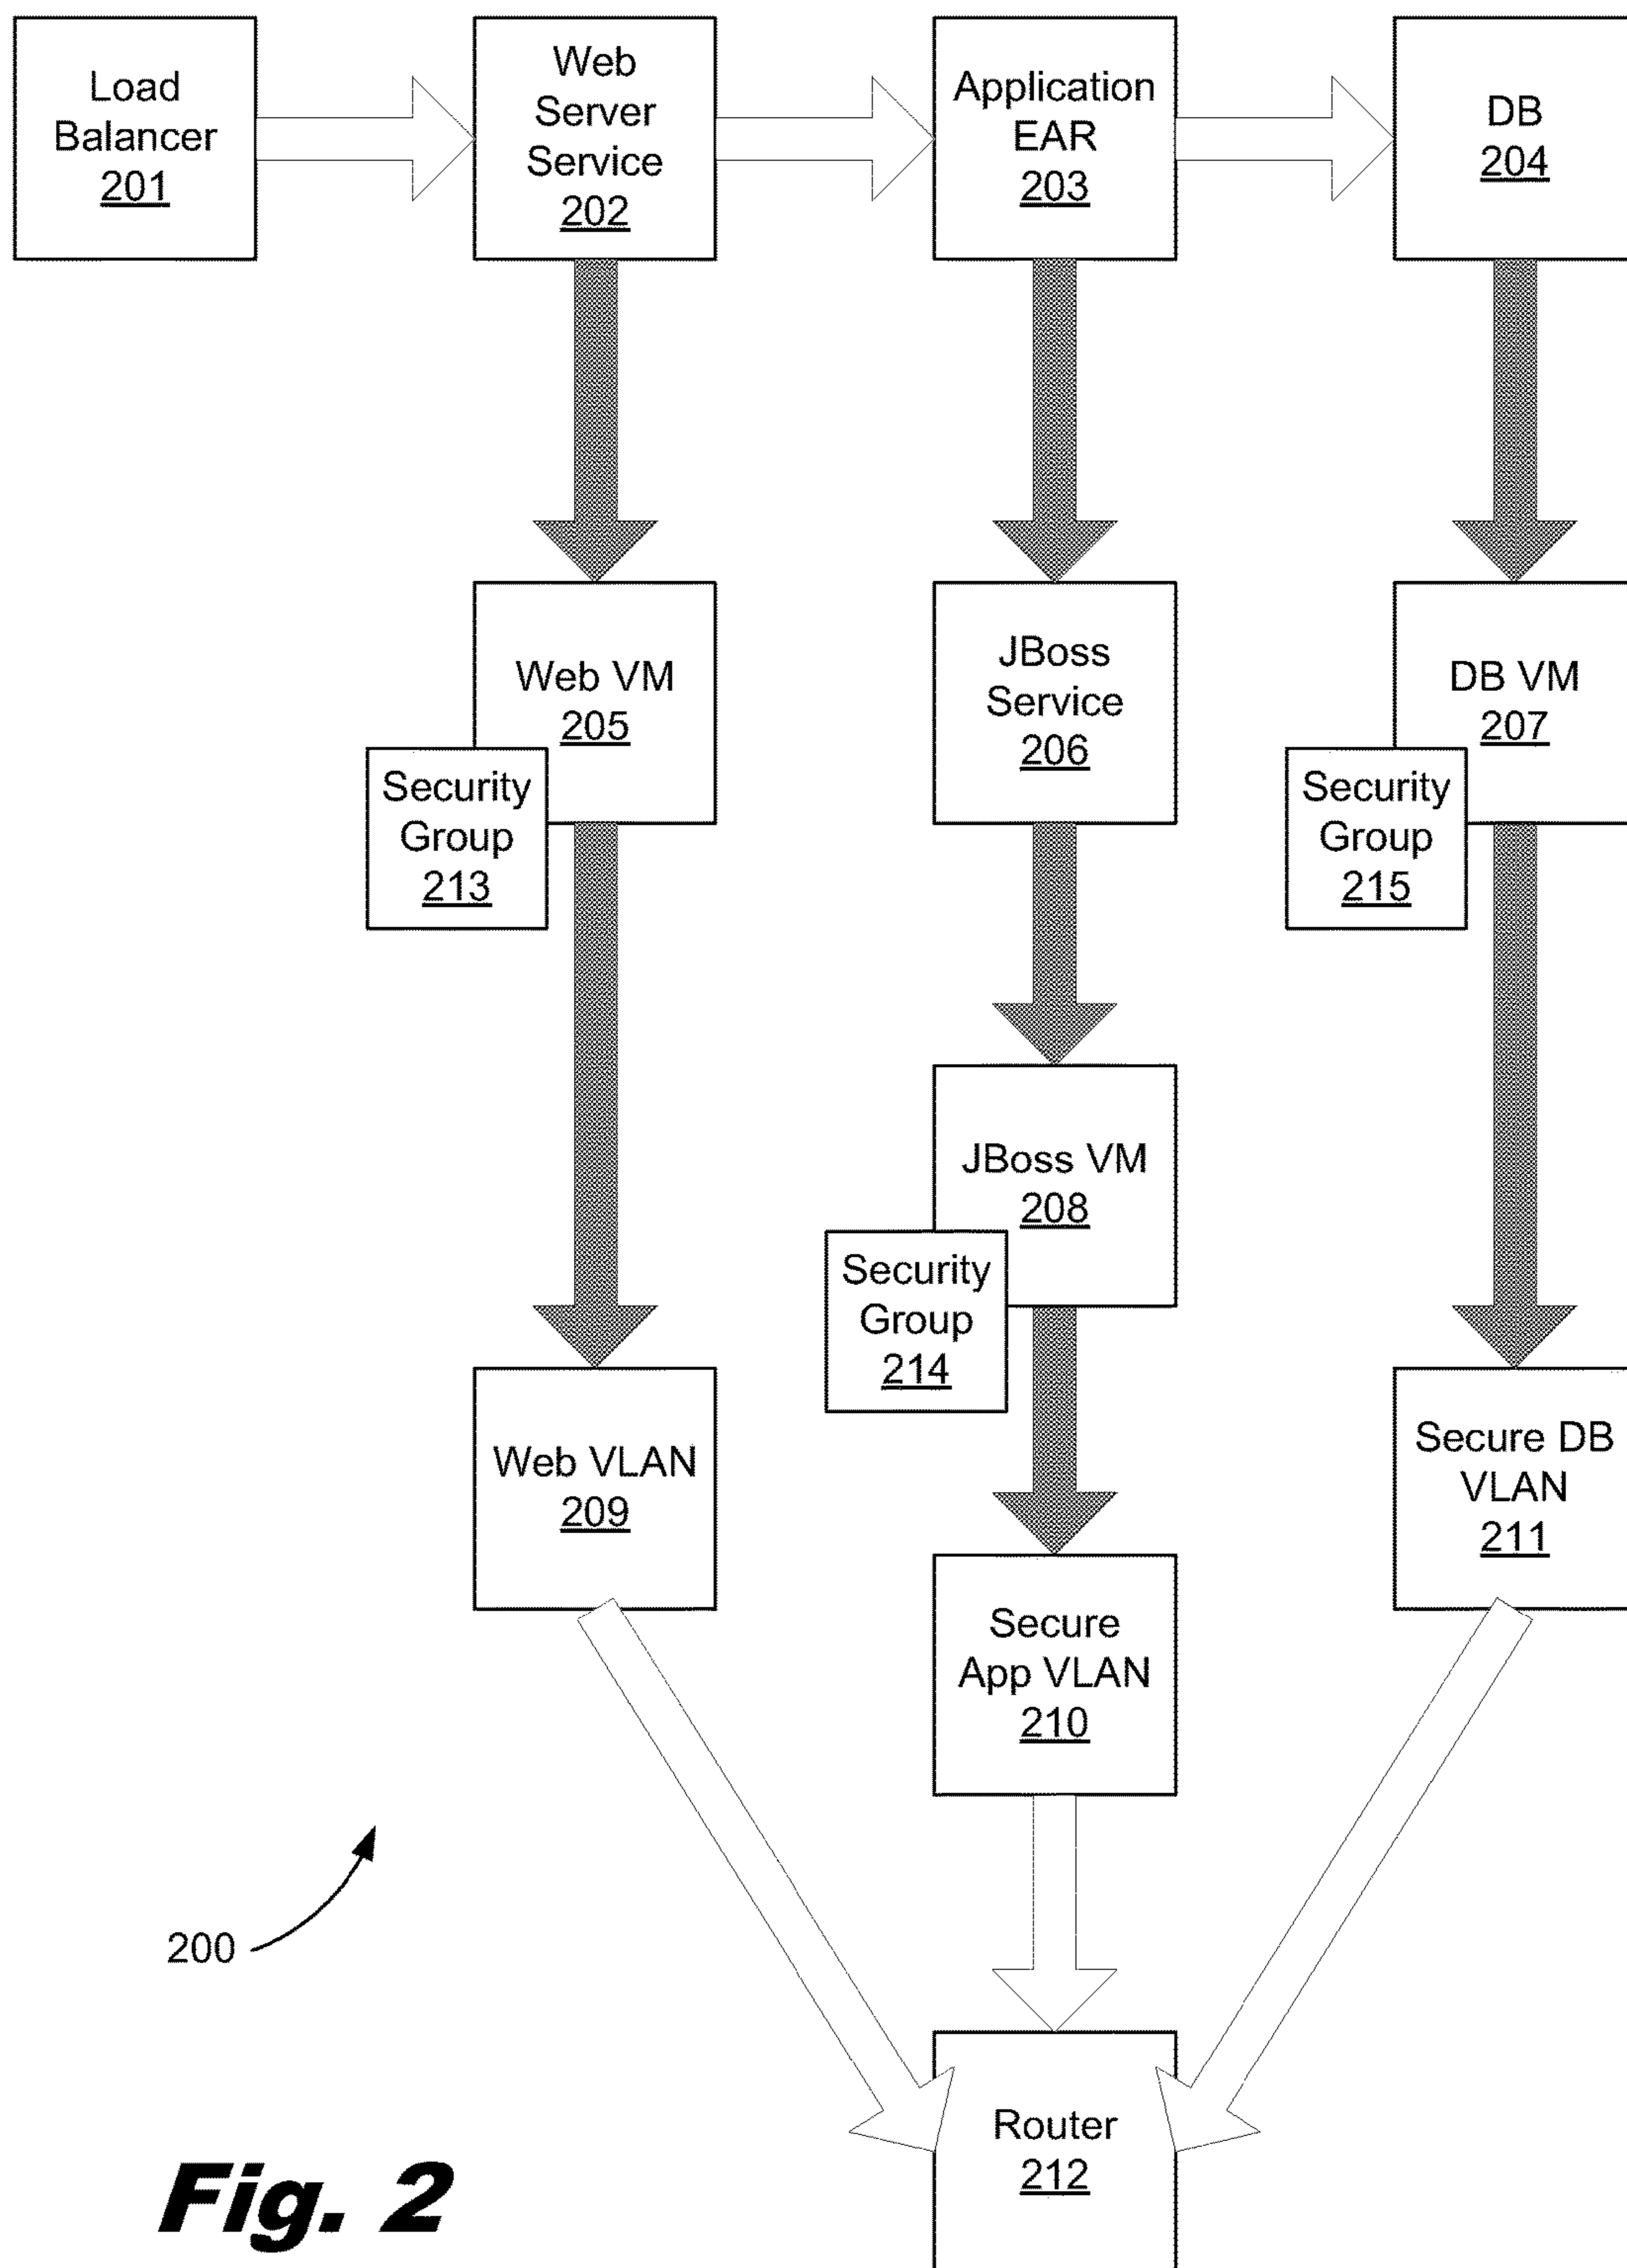 Load
Balancer
201
Web
Server
Service
202
Application
EAR
203
DB
204
Web VM
205
Security
Group
213
JBoss
Service
206
DB VM
207
Security
Group
215
JBoss VM
208
Security
Group
214
Web VLAN
209
Secure
App VLAN
210
Secure DB
VLAN
211
200
Router
212
Fig. 2